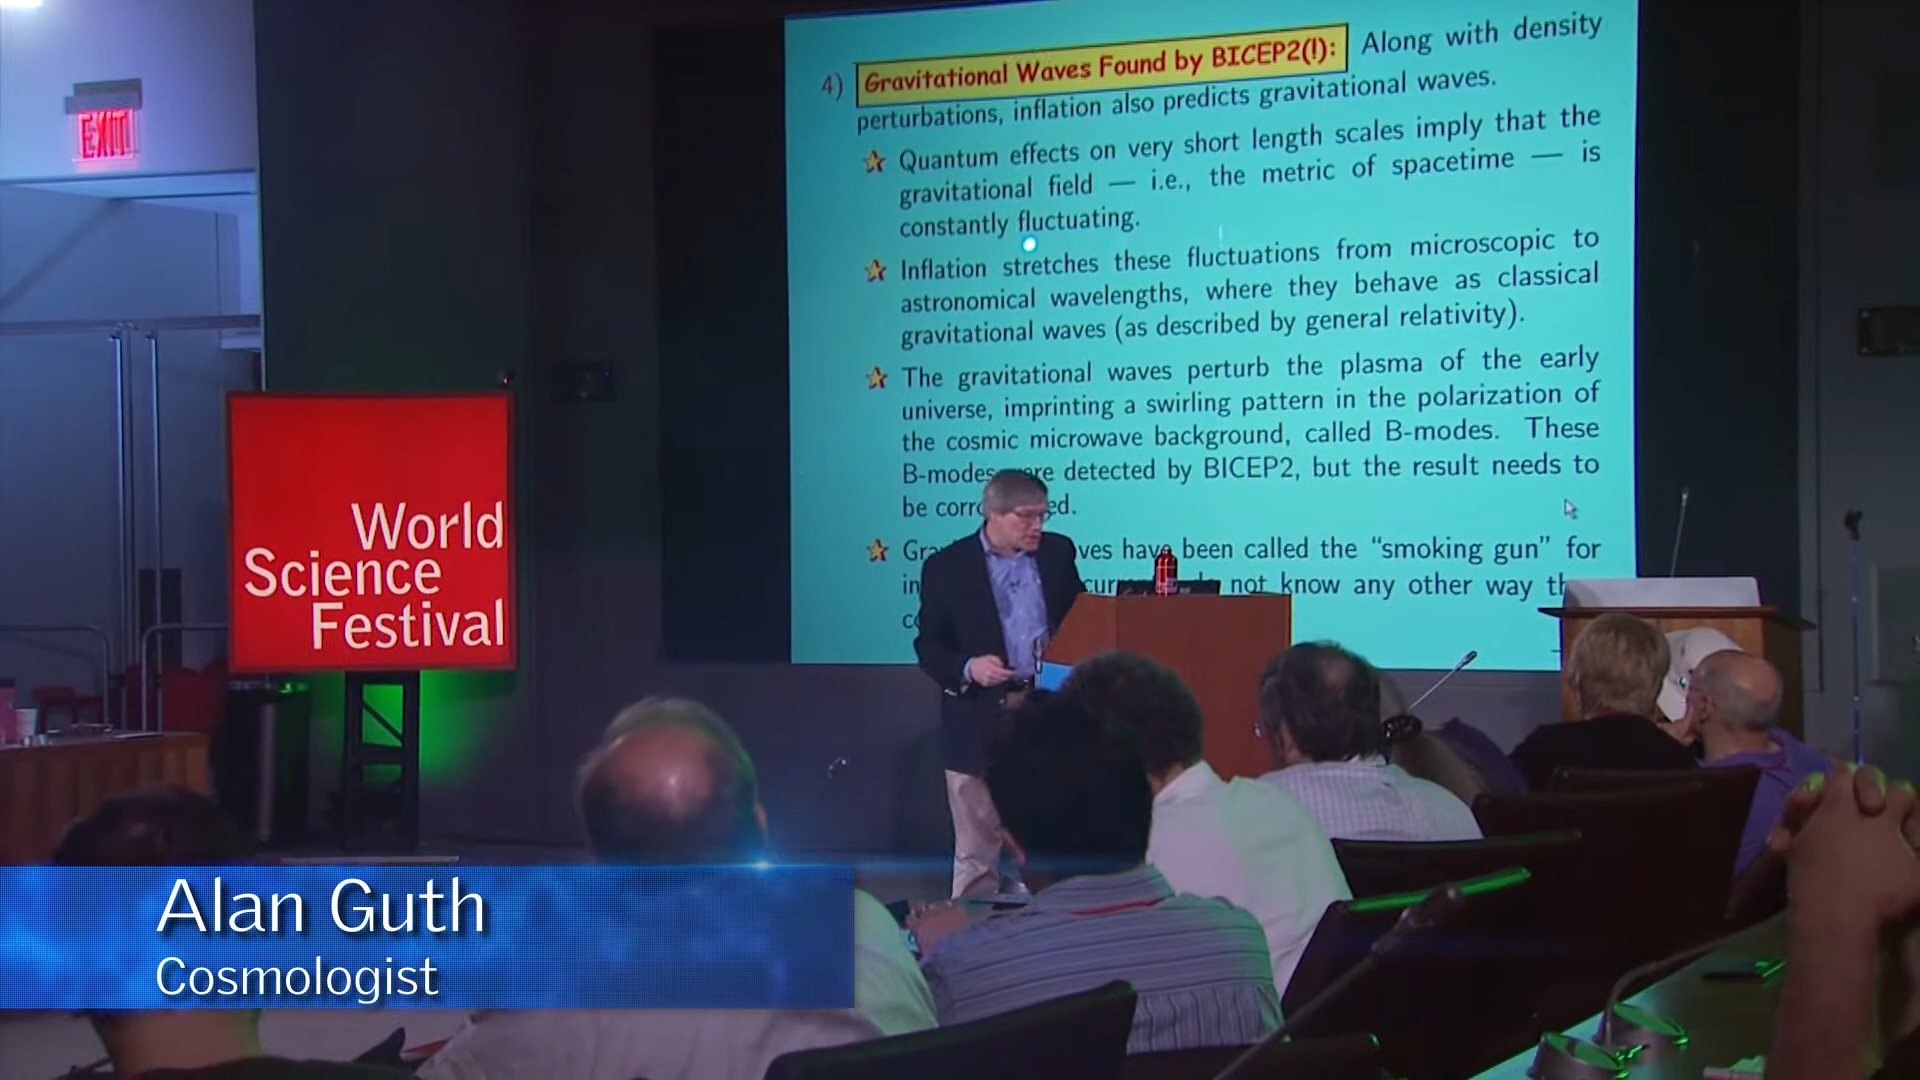 EXIT
4) Gravitational Waves Found by BICEP2(!): Along with density
perturbations, inflation also predicts gravitational waves.
Quantum effects on very short length scales imply that the
gravitational field — i.e., the metric of spacetime — is
constantly fluctuating.
Inflation stretches these fluctuations from microscopic to
astronomical wavelengths, where they behave as classical
gravitational waves (as described by general relativity).
The gravitational waves perturb the plasma of the early
universe, imprinting a swirling pattern in the polarization of
the cosmic microwave background, called B-modes. These
B-modes were detected by BICEP2, but the result needs to
be
have been called the "smoking gun" for
not know any other way
World
Science
Festival
Alan Guth
Cosmologist